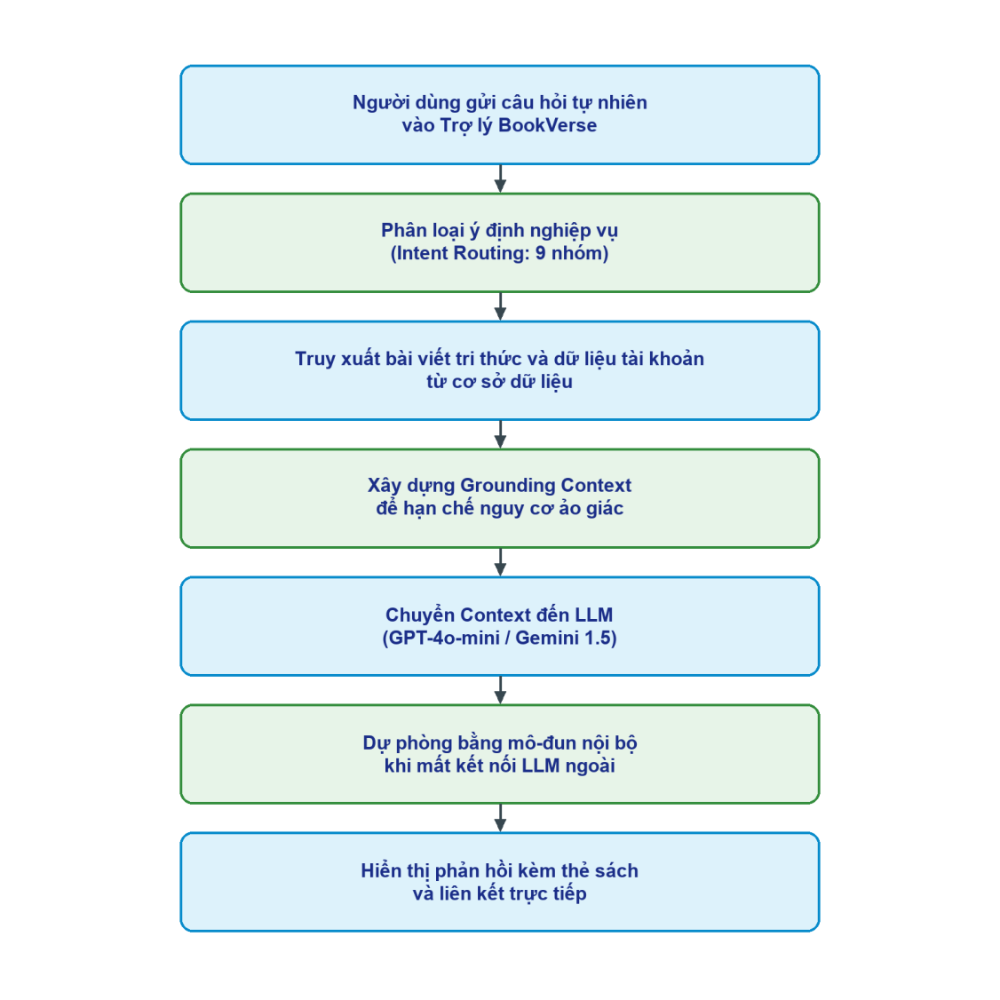 Người dùng gửi câu hỏi tự nhiên
vào Trợ lý BookVerse
Phân loại ý định nghiệp vụ
(Intent Routing: 9 nhóm)
Truy xuất bài viết tri thức và dữ liệu tài khoản
từ cơ sở dữ liệu
Xây dựng Grounding Context
để hạn chế nguy cơ ảo giác
Chuyển Context đến LLM
(GPT-4o-mini / Gemini 1.5)
Dự phòng bằng mô-đun nội bộ
khi mất kết nối LLM ngoài
Hiển thị phản hồi kèm thẻ sách
và liên kết trực tiếp